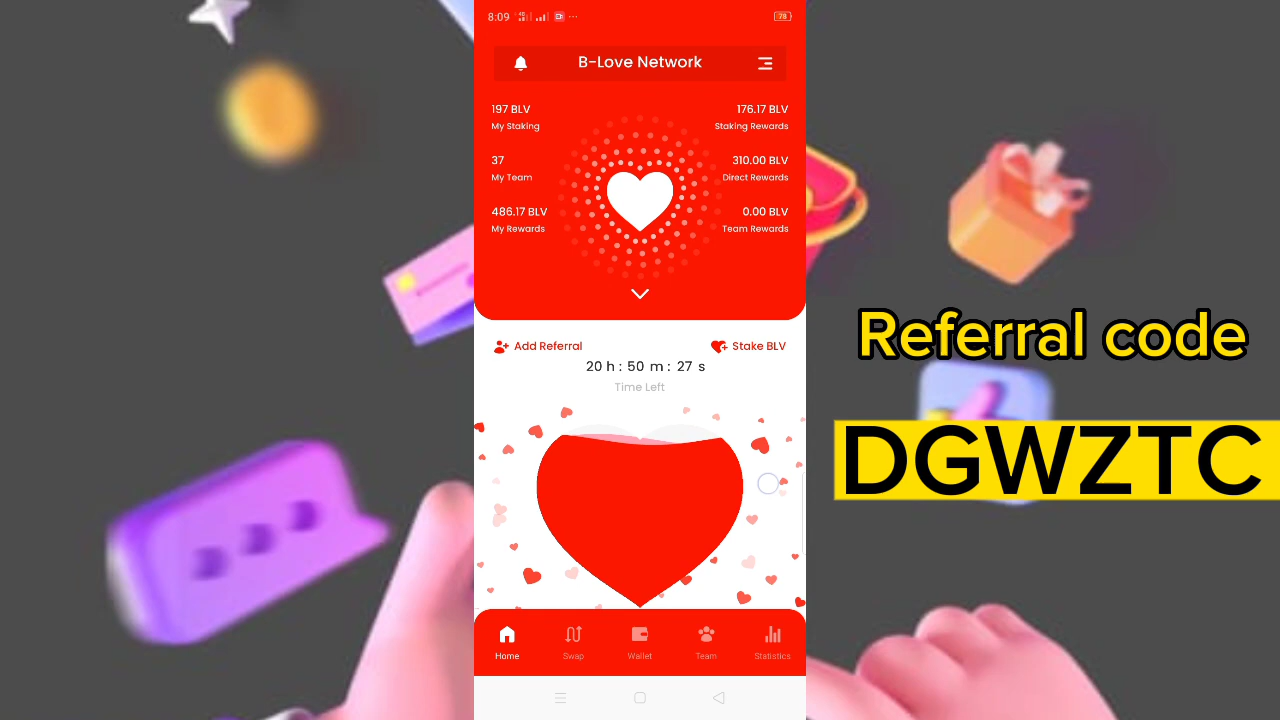 8:09
78
B-Love Network
197 BLV
My Staking
176.17 BLV
Staking Rewards
37
My Team
310.00 BLV
Direct Rewards
486.17 BLV
My Rewards
0.00 BLV
Team Rewards
Add Referral
Stake BLV
20 h : 50 m : 27 s
Time Left
Home
Swap
Wallet
Team
Statistics
Referral code
DGWZTC